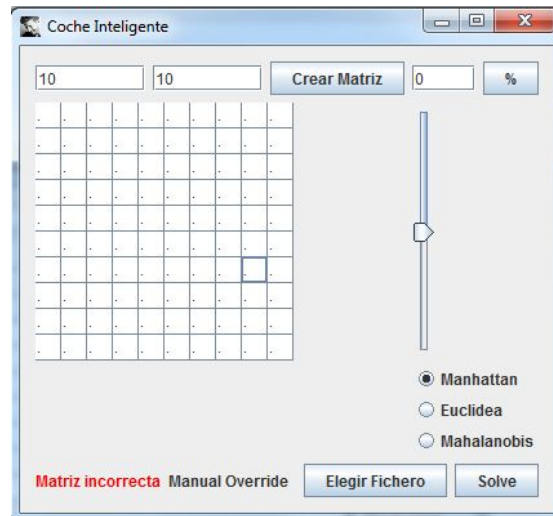 Coche Inteligente
10 10 Crear Matriz 0 %
. . . . . . . . . .
. . . . . . . . . .
. . . . . . . . . .
. . . . . . . . . .
. . . . . . . . . .
. . . . . . . . . .
. . . . . . . . . .
. . . . . . . . . .
. . . . . . . . . .
. . . . . . . . . .
Manhattan
Euclidea
Mahalanobis
Matriz incorrecta Manual Override Elegir Fichero Solve